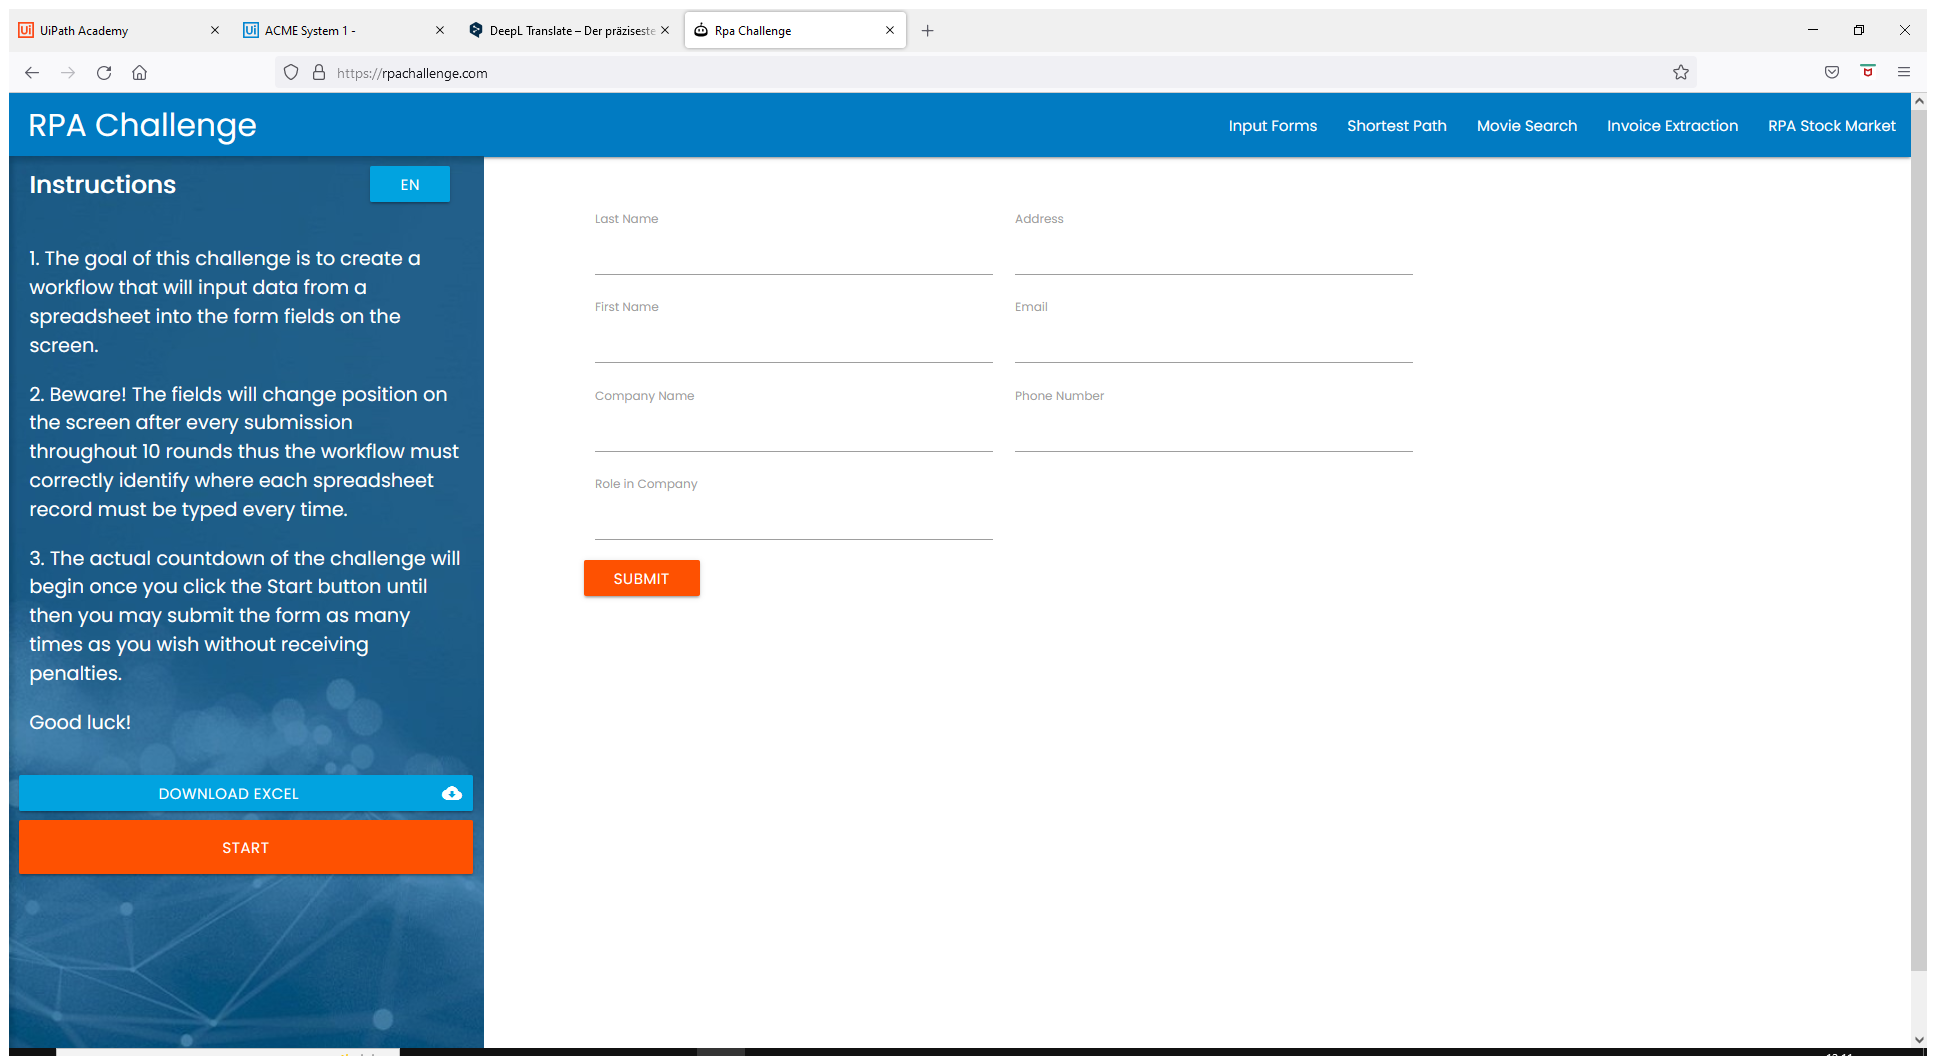 Ui UiPath Academy
Ui ACME System 1 -
DeepL Translate – Der präziseste
Rpa Challenge
https://rpachallenge.com
RPA Challenge
Input Forms
Shortest Path
Movie Search
Invoice Extraction
RPA Stock Market
Instructions
EN
1. The goal of this challenge is to create a
workflow that will input data from a
spreadsheet into the form fields on the
screen.
2. Beware! The fields will change position on
the screen after every submission
throughout 10 rounds thus the workflow must
correctly identify where each spreadsheet
record must be typed every time.
3. The actual countdown of the challenge will
begin once you click the Start button until
then you may submit the form as many
times as you wish without receiving
penalties.
Good luck!
DOWNLOAD EXCEL
START
Last Name
Address
First Name
Email
Company Name
Phone Number
Role in Company
SUBMIT